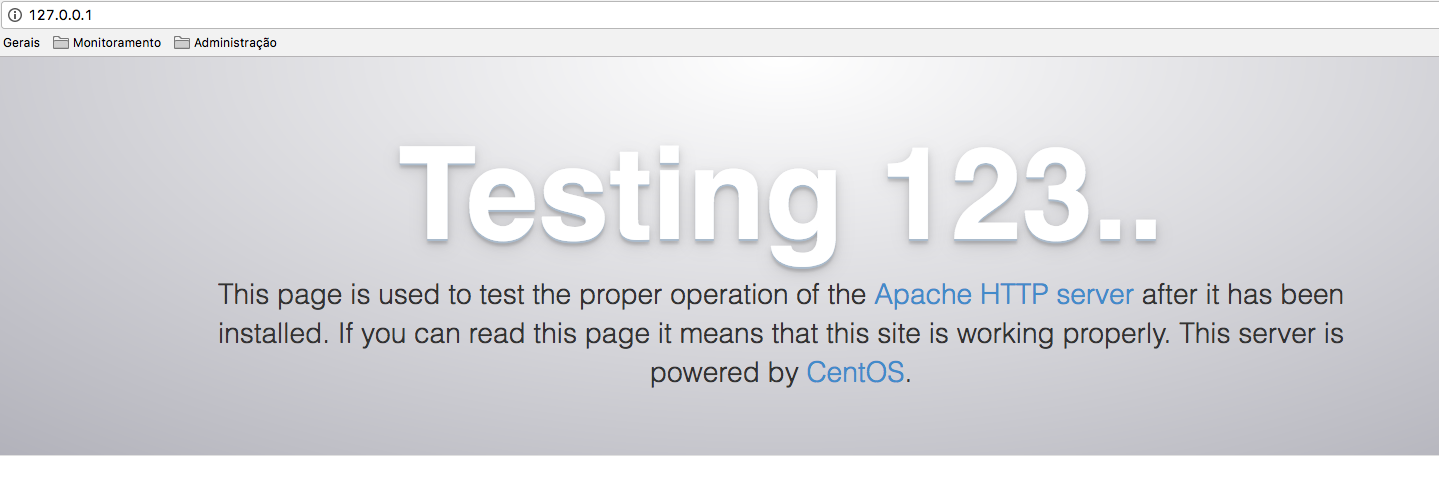 127.0.0.1
Gerais Monitoramento Administração
Testing 123..
This page is used to test the proper operation of the Apache HTTP server after it has been
installed. If you can read this page it means that this site is working properly. This server is
powered by CentOS.